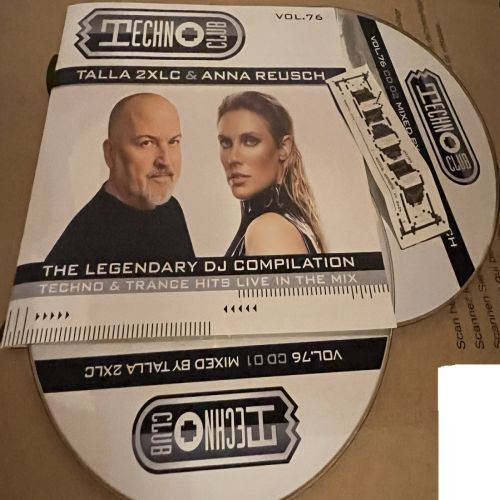 TECHNO CLUB
VOL.76
TALLA 2XLC & ANNA REUSCH
THE LEGENDARY DJ COMPILATION
TECHNO & TRANCE HITS LIVE IN THE MIX
VOL.76 CD 02 MIXED BY
TECHNO CLUB
VOL.76 CD 01 MIXED BY TALLA 2XLC
TECHNO CLUB
Scannez